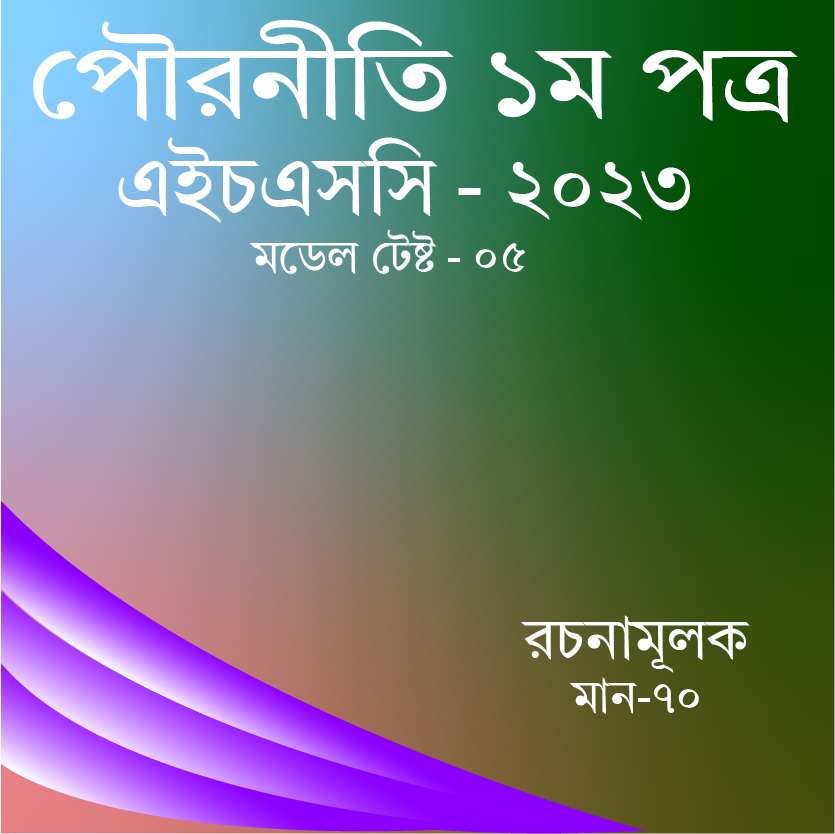 পৌরনীতি ১ম পত্র
এইচএসসি - ২০২৩
মডেল টেষ্ট - ০৫
রচনামূলক
মান-৭০